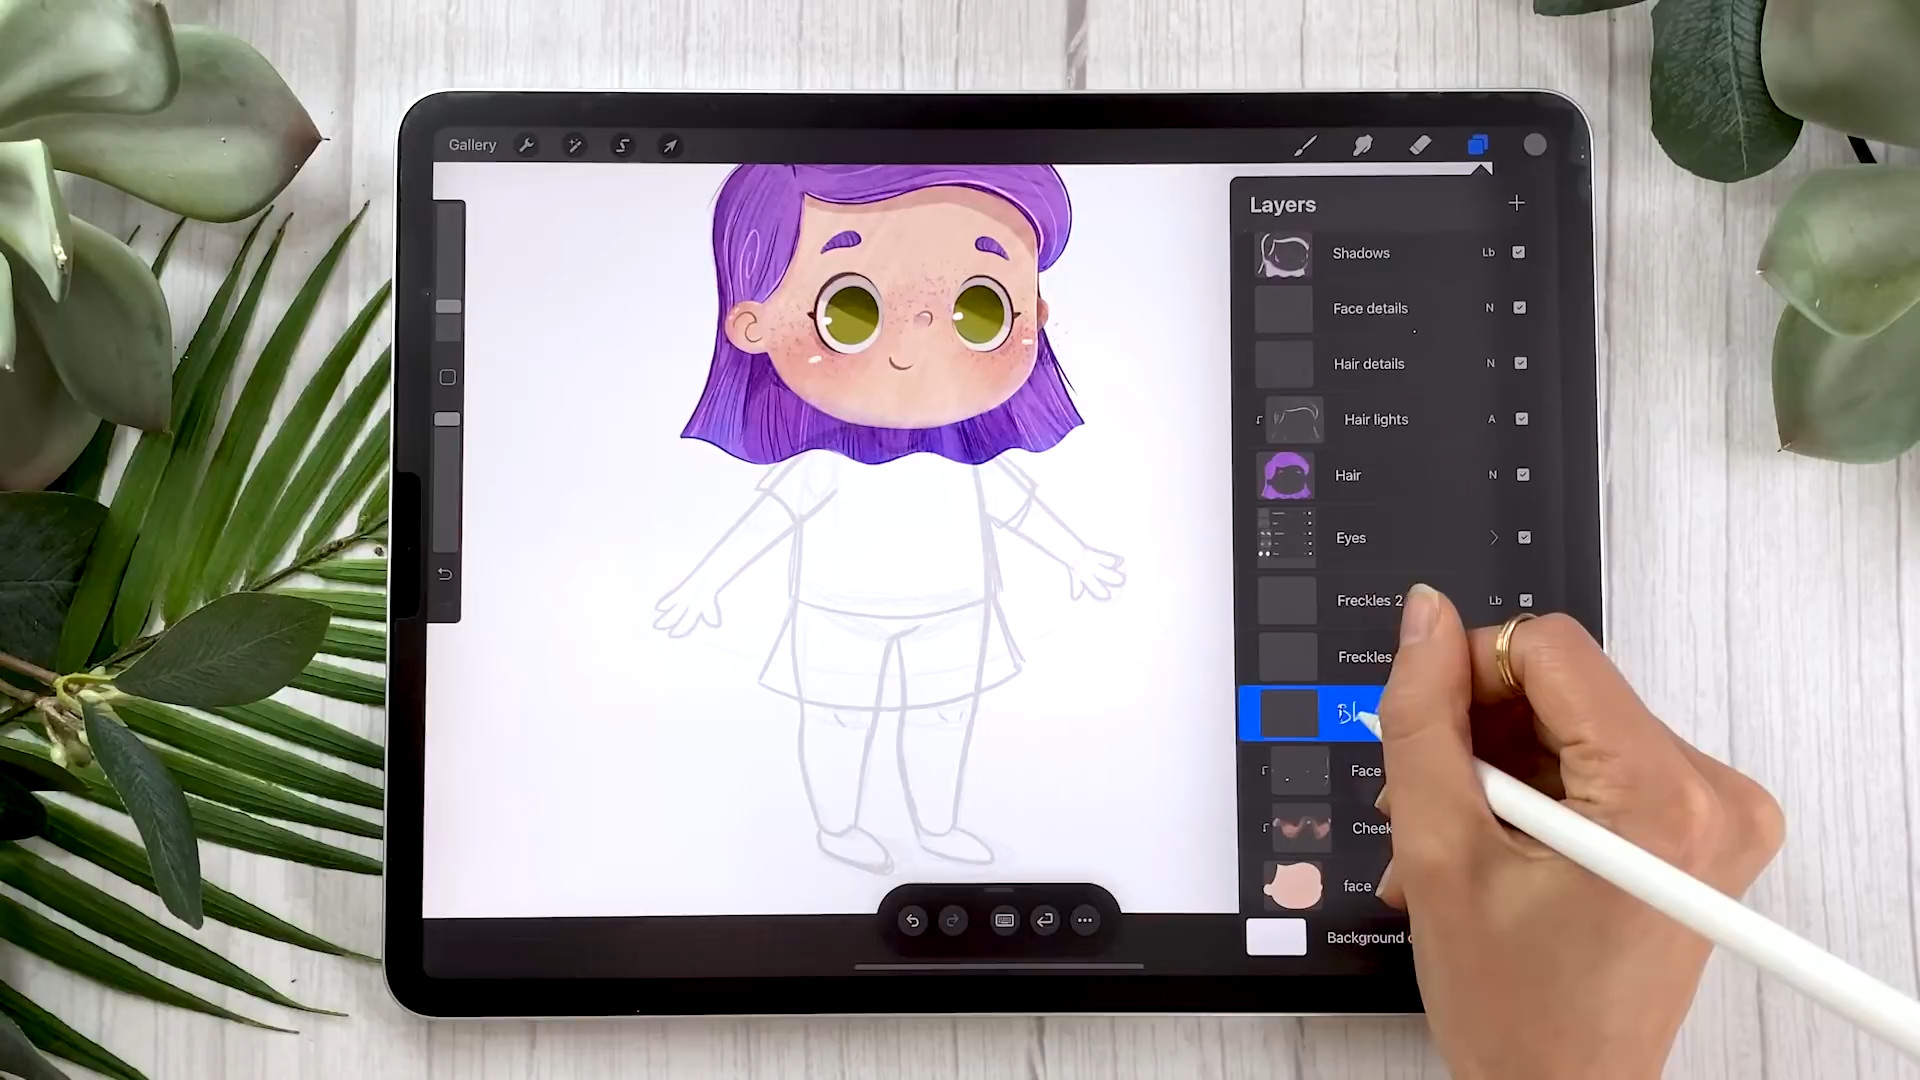 Gallery
Layers
Shadows Lb
Face details N
Hair details N
Hair lights A
Hair N
Eyes
Freckles 2 Lb
Freckles
Bl
Face
Cheek
face
Background